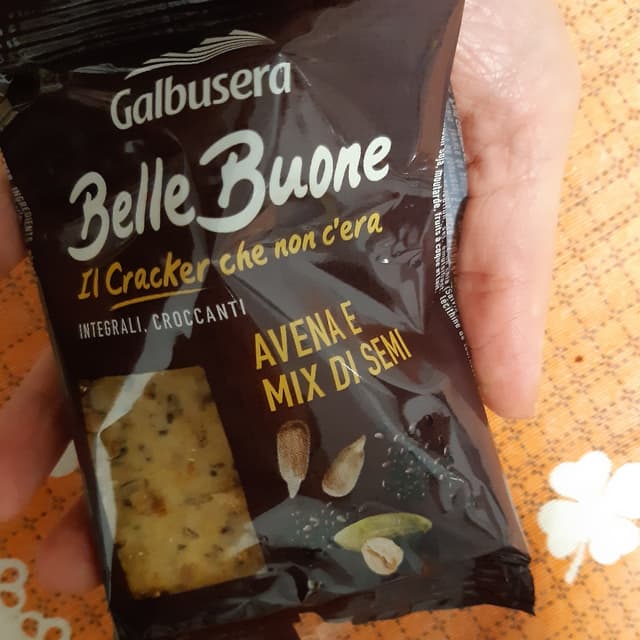 Galbusera
Belle Buone
Il Cracker che non c'era
INTEGRALI, CROCCANTI
AVENA E
MIX DI SEMI